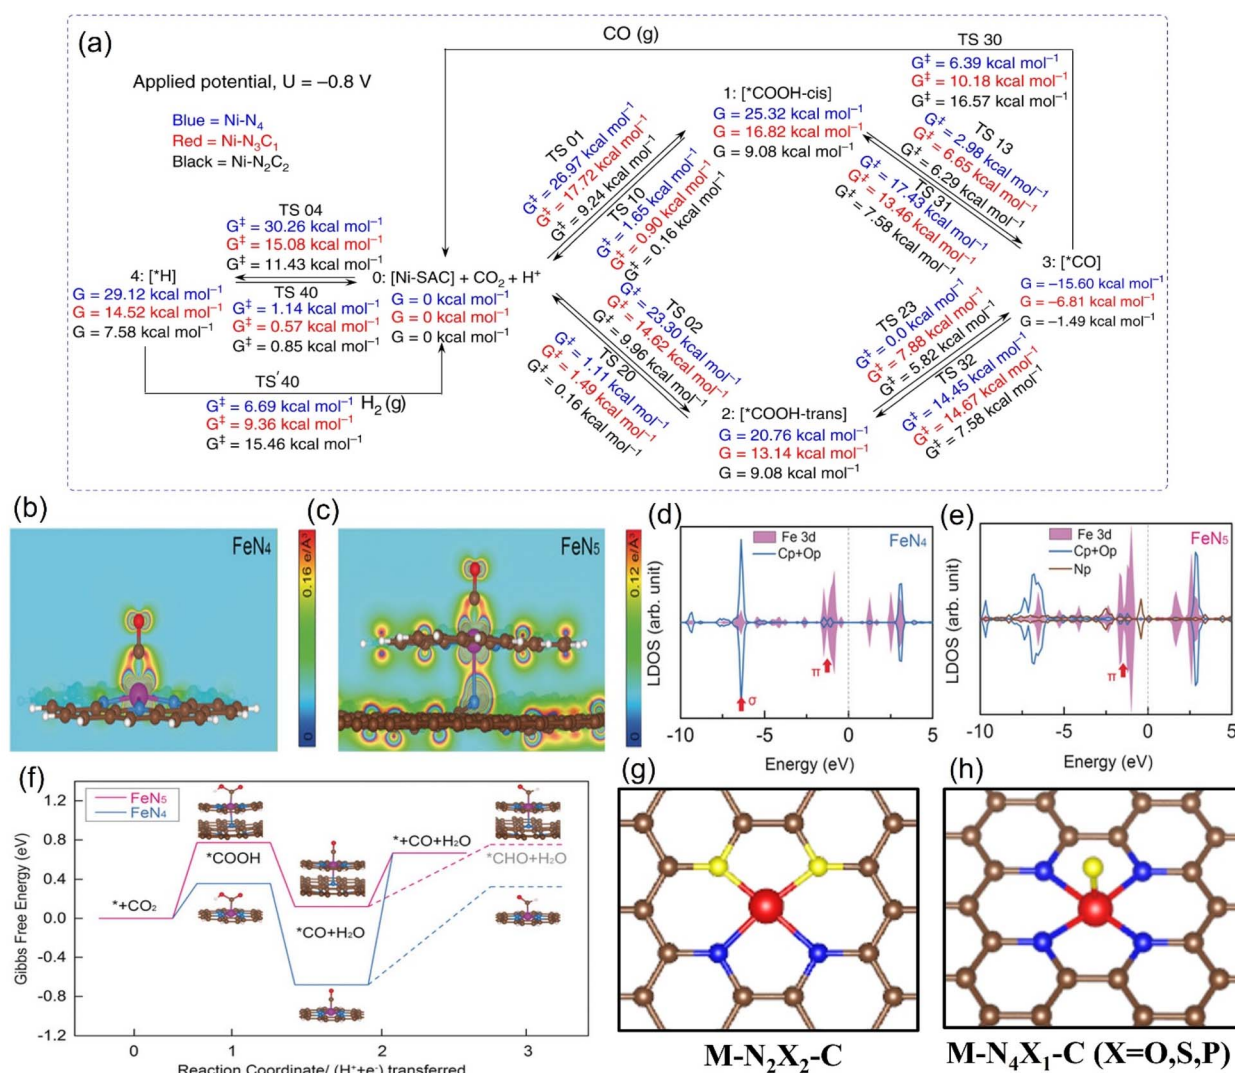 (a)
CO (g)
Applied potential, U = −0.8 V
Blue = Ni-N₄
Red = Ni-N₃C₁
Black = Ni-N₂C₂
TS 30
G‡ = 6.39 kcal mol⁻¹
G‡ = 10.18 kcal mol⁻¹
G‡ = 16.57 kcal mol⁻¹
1: [*COOH-cis]
G = 25.32 kcal mol⁻¹
G = 16.82 kcal mol⁻¹
G = 9.08 kcal mol⁻¹
TS 01
G‡ = 26.97 kcal mol⁻¹
G‡ = 17.72 kcal mol⁻¹
G‡ = 9.24 kcal mol⁻¹
TS 10
G‡ = 1.65 kcal mol⁻¹
G‡ = 0.90 kcal mol⁻¹
G‡ = 0.16 kcal mol⁻¹
TS 13
G‡ = 2.98 kcal mol⁻¹
G‡ = 6.65 kcal mol⁻¹
G‡ = 6.29 kcal mol⁻¹
TS 31
G‡ = 17.43 kcal mol⁻¹
G‡ = 13.46 kcal mol⁻¹
G‡ = 7.58 kcal mol⁻¹
TS 04
G‡ = 30.26 kcal mol⁻¹
G‡ = 15.08 kcal mol⁻¹
G‡ = 11.43 kcal mol⁻¹
4: [*H]
G = 29.12 kcal mol⁻¹
G = 14.52 kcal mol⁻¹
G = 7.58 kcal mol⁻¹
TS 40
G‡ = 1.14 kcal mol⁻¹
G‡ = 0.57 kcal mol⁻¹
G‡ = 0.85 kcal mol⁻¹
0: [Ni-SAC] + CO₂ + H⁺
G = 0 kcal mol⁻¹
G = 0 kcal mol⁻¹
G = 0 kcal mol⁻¹
3: [*CO]
G = −15.60 kcal mol⁻¹
G = −6.81 kcal mol⁻¹
G = −1.49 kcal mol⁻¹
TS′40
H₂ (g)
G‡ = 6.69 kcal mol⁻¹
G‡ = 9.36 kcal mol⁻¹
G‡ = 15.46 kcal mol⁻¹
TS 02
G‡ = 23.30 kcal mol⁻¹
G‡ = 14.62 kcal mol⁻¹
G‡ = 9.96 kcal mol⁻¹
TS 20
G‡ = 1.11 kcal mol⁻¹
G‡ = 1.49 kcal mol⁻¹
G‡ = 0.16 kcal mol⁻¹
TS 23
G‡ = 0.0 kcal mol⁻¹
G‡ = 7.88 kcal mol⁻¹
G‡ = 5.82 kcal mol⁻¹
TS 32
G‡ = 14.45 kcal mol⁻¹
G‡ = 14.67 kcal mol⁻¹
G‡ = 7.58 kcal mol⁻¹
2: [*COOH-trans]
G = 20.76 kcal mol⁻¹
G = 13.14 kcal mol⁻¹
G = 9.08 kcal mol⁻¹
(b)
FeN₄
0.16 e/Å³
0
(c)
FeN₅
0.12 e/Å³
0
(d)
Fe 3d
Cp+Op
FeN₄
LDOS (arb. unit)
π
σ
-10 -5 0 5
Energy (eV)
(e)
Fe 3d
Cp+Op
Np
FeN₅
LDOS (arb. unit)
π
-10 -5 0 5
Energy (eV)
(f)
FeN₅
FeN₄
Gibbs Free Energy (eV)
1.2
0.8
0.4
0.0
-0.4
-0.8
-1.2
*+CO₂
*COOH
*CO+H₂O
*+CO+H₂O
*CHO+H₂O
0 1 2 3
Reaction Coordinate/ (H⁺+e⁻) transferred
(g)
M-N₂X₂-C
(h)
M-N₄X₁-C (X=O,S,P)